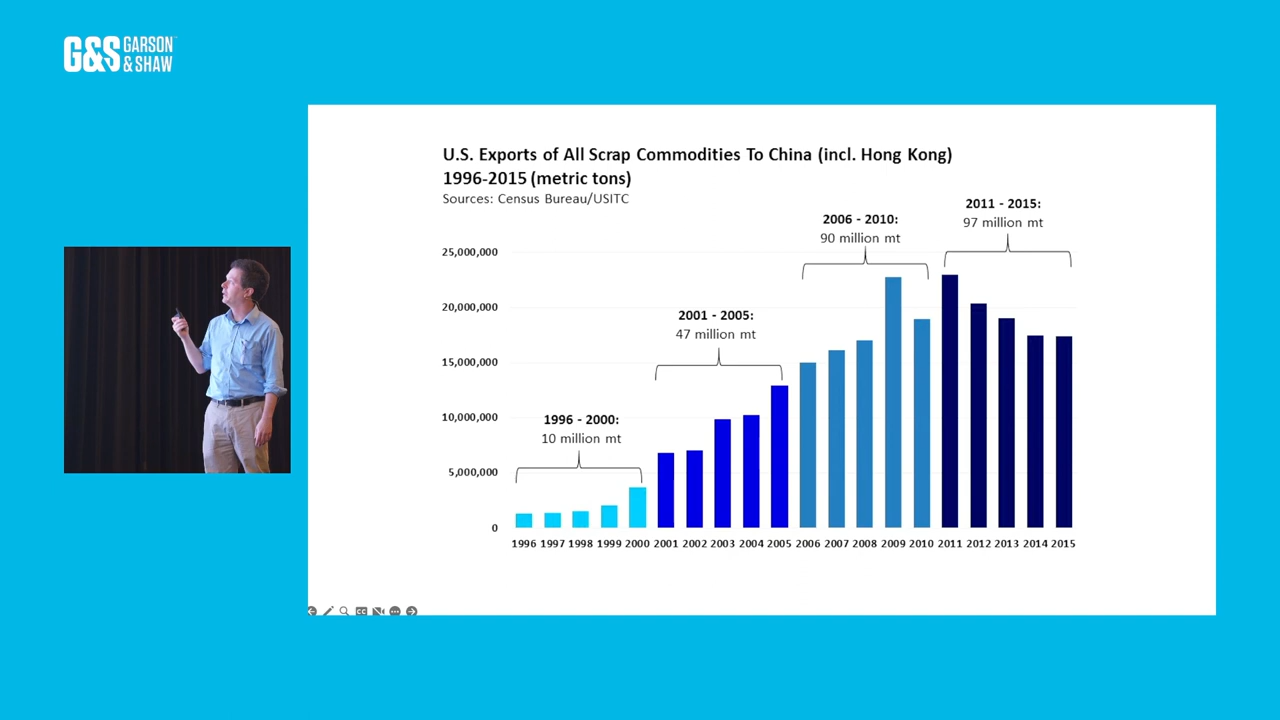 G&S GARSON
& SHAW
U.S. Exports of All Scrap Commodities To China (incl. Hong Kong)
1996-2015 (metric tons)
Sources: Census Bureau/USITC
2011 - 2015:
97 million mt
2006 - 2010:
90 million mt
2001 - 2005:
47 million mt
1996 - 2000:
10 million mt
25,000,000
20,000,000
15,000,000
10,000,000
5,000,000
0
1996 1997 1998 1999 2000 2001 2002 2003 2004 2005 2006 2007 2008 2009 2010 2011 2012 2013 2014 2015
CC